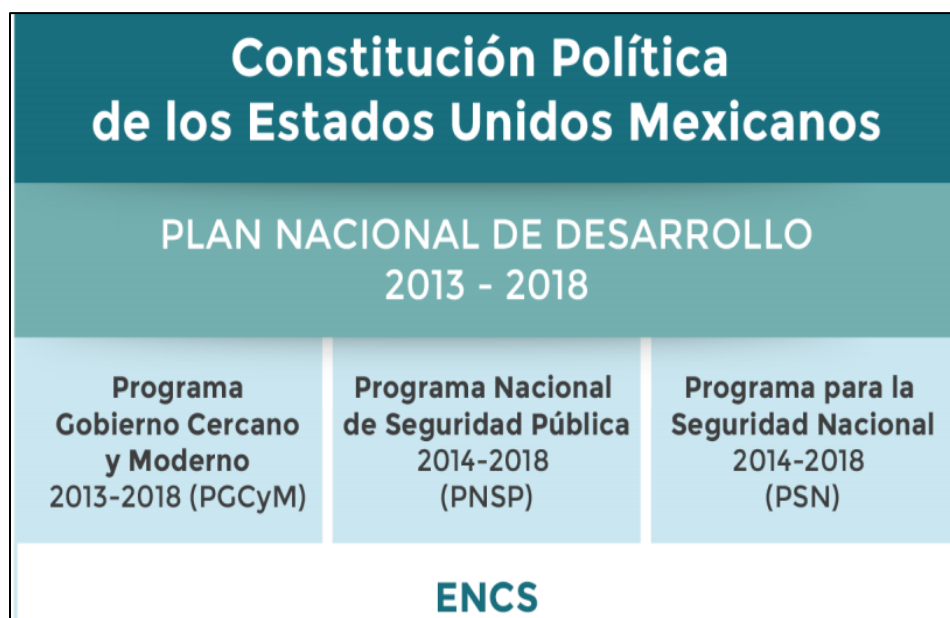 Constitución Política
de los Estados Unidos Mexicanos
PLAN NACIONAL DE DESARROLLO
2013 - 2018
Programa
Gobierno Cercano
y Moderno
2013-2018 (PGCyM)
Programa Nacional
de Seguridad Pública
2014-2018
(PNSP)
Programa para la
Seguridad Nacional
2014-2018
(PSN)
ENCS